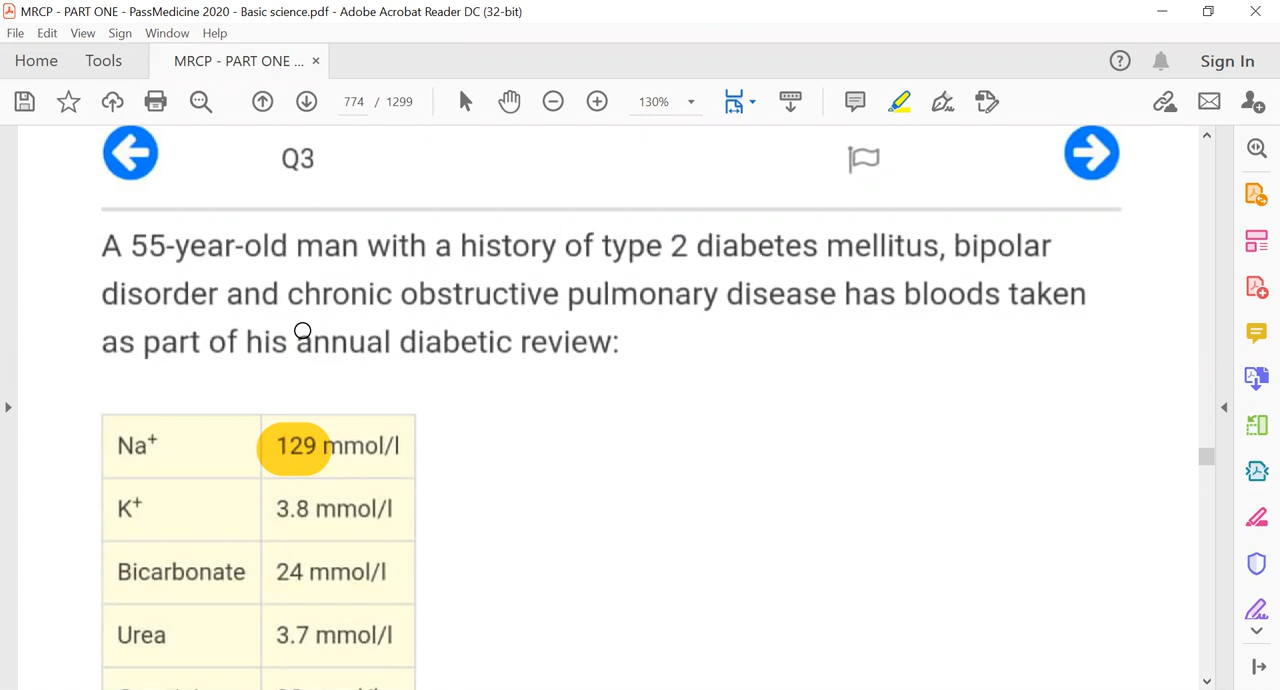 MRCP - PART ONE - PassMedicine 2020 - Basic science.pdf - Adobe Acrobat Reader DC (32-bit)
File Edit View Sign Window Help
Home Tools MRCP - PART ONE ... × Sign In
774 / 1299 130%
Q3
A 55-year-old man with a history of type 2 diabetes mellitus, bipolar
disorder and chronic obstructive pulmonary disease has bloods taken
as part of his annual diabetic review:
Na+ 129 mmol/l
K+ 3.8 mmol/l
Bicarbonate 24 mmol/l
Urea 3.7 mmol/l